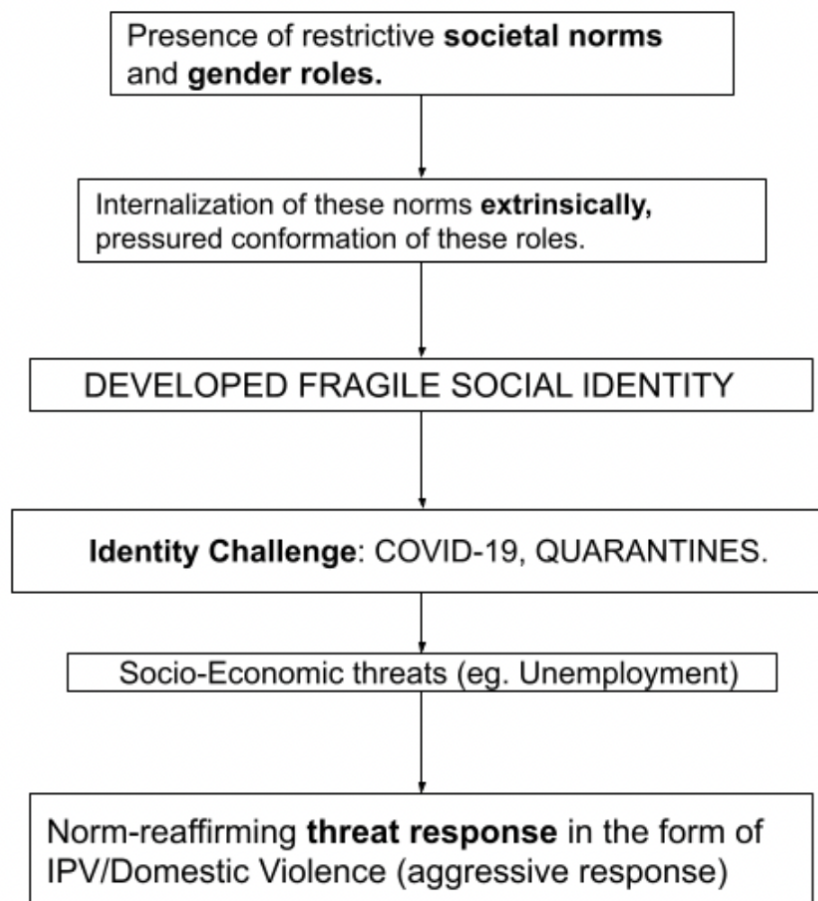 Presence of restrictive societal norms
and gender roles.
Internalization of these norms extrinsically,
pressured conformation of these roles.
DEVELOPED FRAGILE SOCIAL IDENTITY
Identity Challenge: COVID-19, QUARANTINES.
Socio-Economic threats (eg. Unemployment)
Norm-reaffirming threat response in the form of
IPV/Domestic Violence (aggressive response)